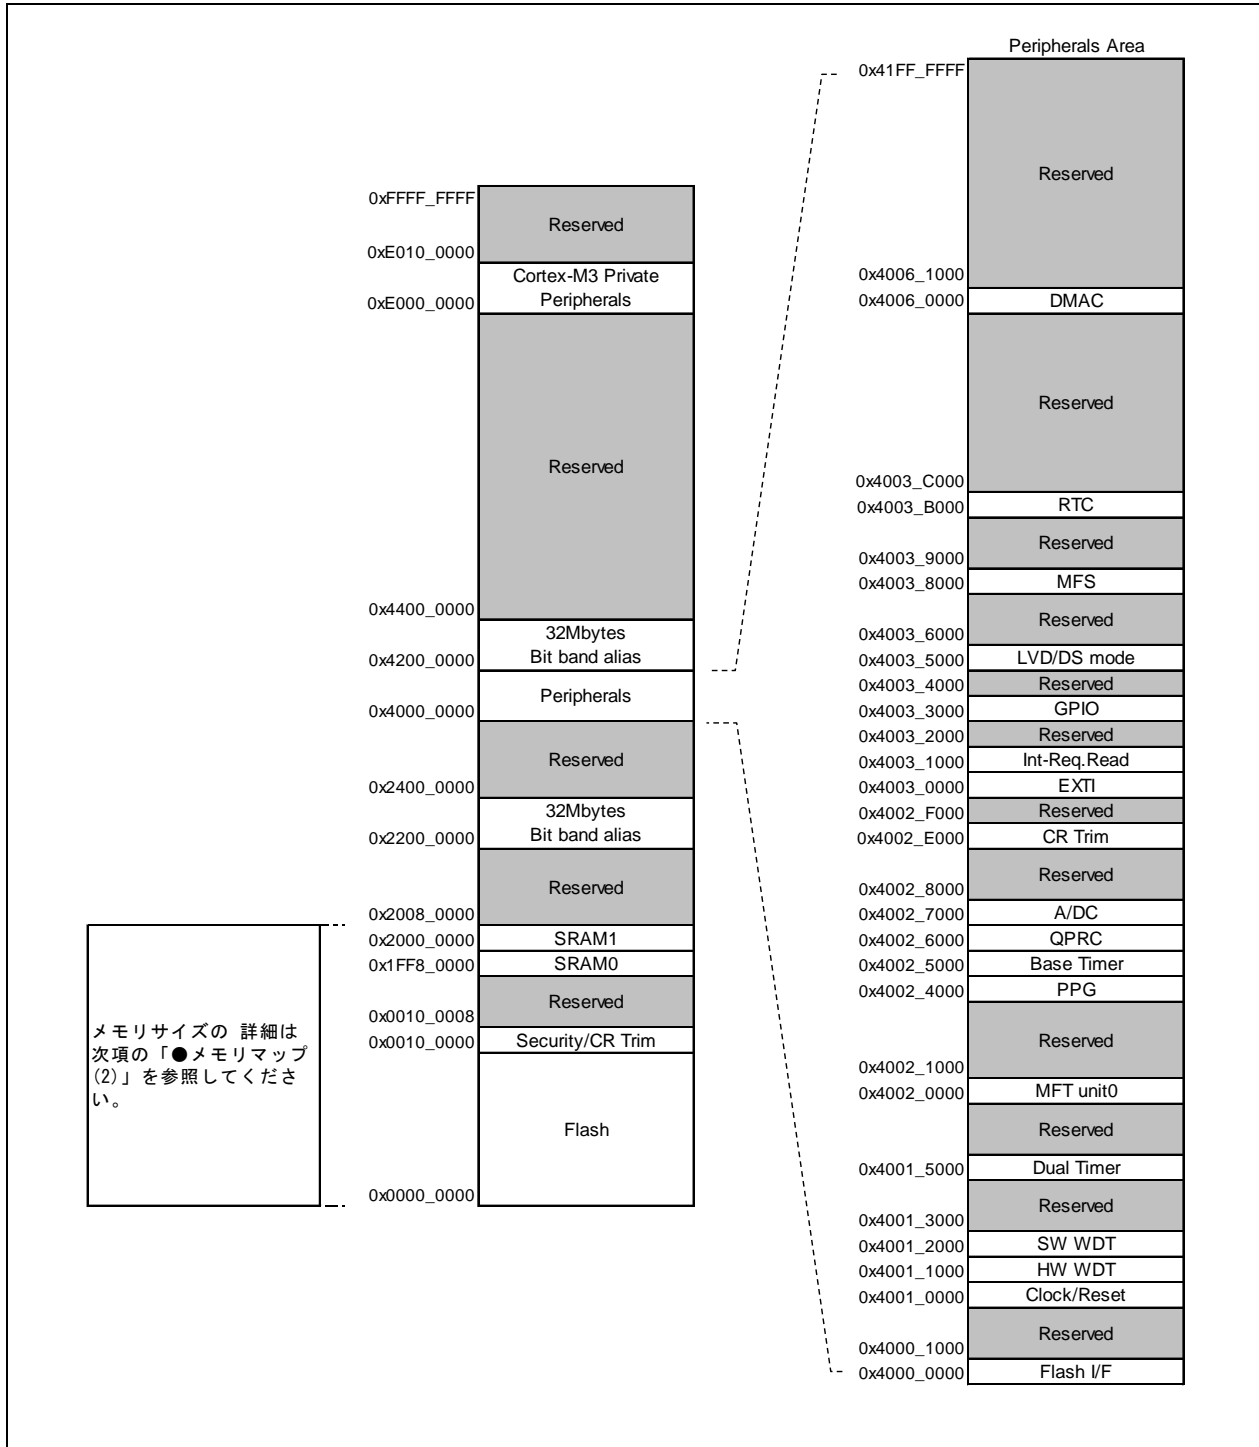 Peripherals Area
0x41FF_FFFF
Reserved
0x4006_1000
0x4006_0000 DMAC
Reserved
0x4003_C000
0x4003_B000 RTC
Reserved
0x4003_9000
0x4003_8000 MFS
Reserved
0x4003_6000
0x4003_5000 LVD/DS mode
0x4003_4000 Reserved
0x4003_3000 GPIO
0x4003_2000 Reserved
0x4003_1000 Int-Req.Read
0x4003_0000 EXTI
0x4002_F000 Reserved
0x4002_E000 CR Trim
Reserved
0x4002_8000
0x4002_7000 A/DC
0x4002_6000 QPRC
0x4002_5000 Base Timer
0x4002_4000 PPG
Reserved
0x4002_1000
0x4002_0000 MFT unit0
Reserved
0x4001_5000 Dual Timer
Reserved
0x4001_3000
0x4001_2000 SW WDT
0x4001_1000 HW WDT
0x4001_0000 Clock/Reset
Reserved
0x4000_1000
0x4000_0000 Flash I/F
0xFFFF_FFFF
Reserved
0xE010_0000
Cortex-M3 Private
Peripherals
0xE000_0000
Reserved
0x4400_0000
32Mbytes
Bit band alias
0x4200_0000
Peripherals
0x4000_0000
Reserved
0x2400_0000
32Mbytes
Bit band alias
0x2200_0000
Reserved
0x2008_0000
0x2000_0000 SRAM1
0x1FF8_0000 SRAM0
Reserved
0x0010_0008
0x0010_0000 Security/CR Trim
Flash
0x0000_0000
メモリサイズの 詳細は
次項の「●メモリマップ
(2)」を参照してくださ
い。